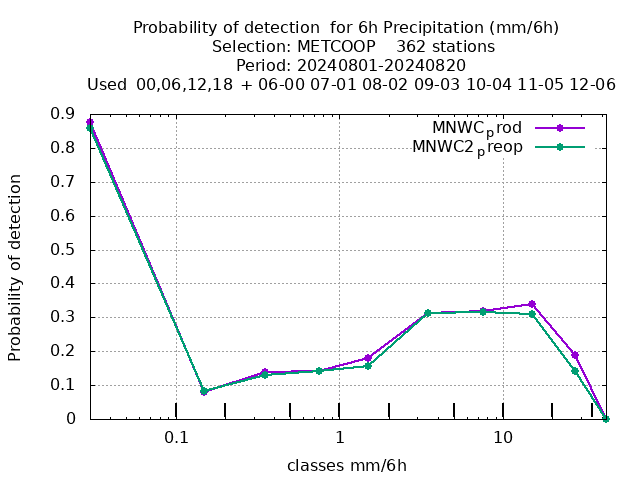 Probability of detection  for 6h Precipitation (mm/6h)
Selection: METCOOP    362 stations
Period: 20240801-20240820
Used  00,06,12,18  + 06-00 07-01 08-02 09-03 10-04 11-05 12-06
MNWCprod
MNWC2preop
0.9
0.8
0.7
0.6
0.5
0.4
0.3
0.2
0.1
0
Probability of detection
0.1 1 10
classes mm/6h